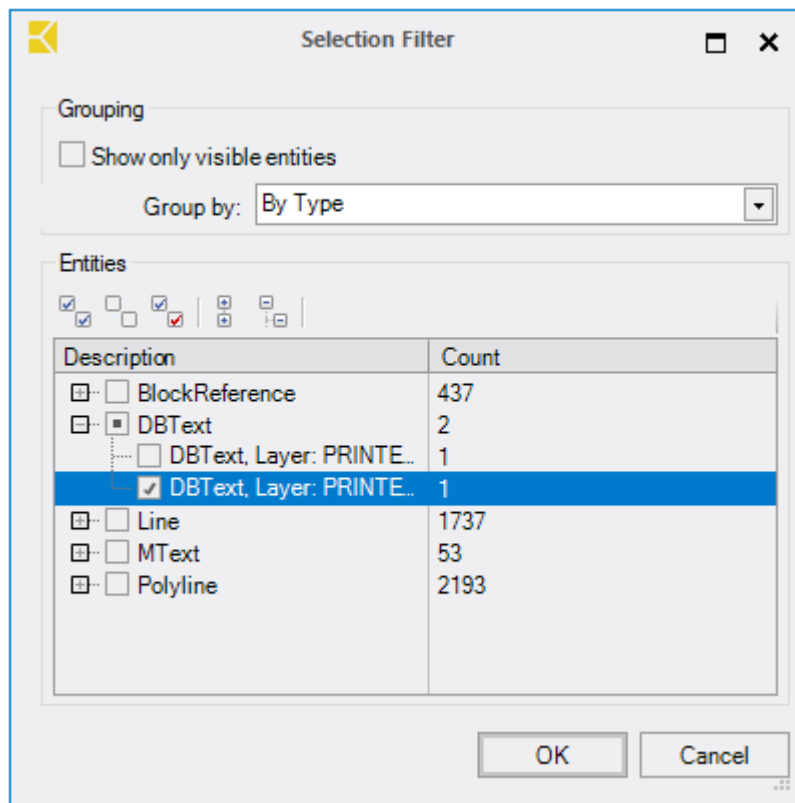 Selection Filter
Grouping
Show only visible entities
Group by: By Type
Entities
Description Count
BlockReference 437
DBText 2
DBText, Layer: PRINTE... 1
DBText, Layer: PRINTE... 1
Line 1737
MText 53
Polyline 2193
OK Cancel